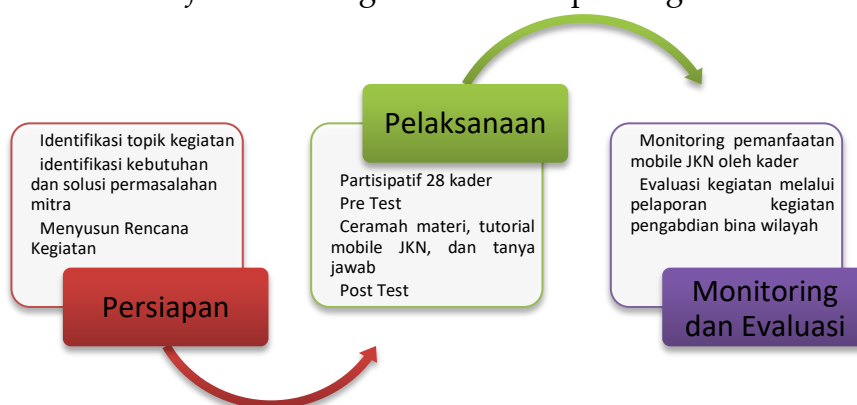 Identifikasi topik kegiatan
identifikasi kebutuhan
dan solusi permasalahan
mitra
Menyusun Rencana
Kegiatan
Persiapan
Pelaksanaan
Partisipatif 28 kader
Pre Test
Ceramah materi, tutorial
mobile JKN, dan tanya
jawab
Post Test
Monitoring pemanfaatan
mobile JKN oleh kader
Evaluasi kegiatan melalui
pelaporan kegiatan
pengabdian bina wilayah
Monitoring
dan Evaluasi